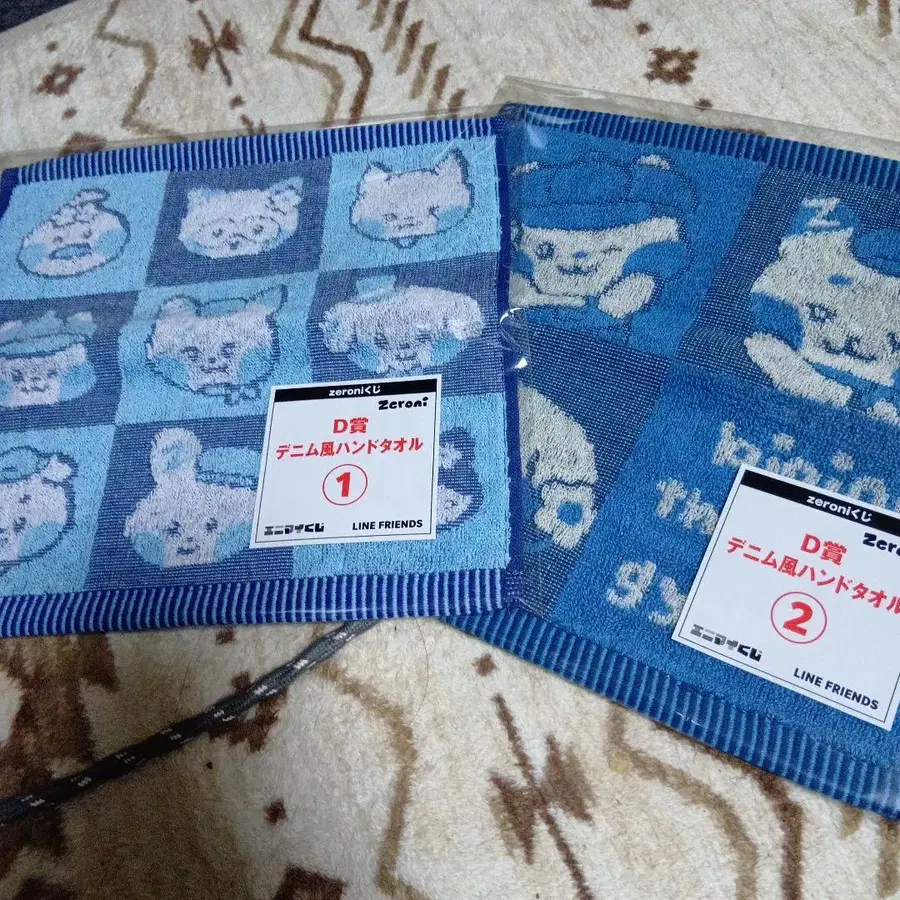 zeroniくじ
zeroni
D賞
デニム風ハンドタオル
1
エニマイくじ
LINE FRIENDS
zeroniくじ
D賞
デニム風ハンドタオル
2
エニマイくじ
LINE FRIENDS